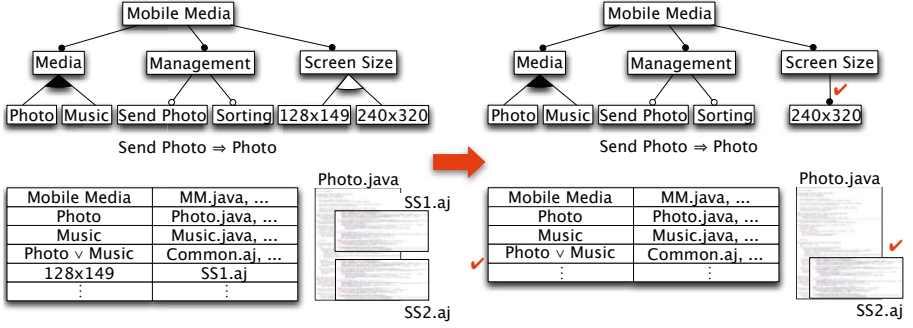 Mobile Media
Media Management Screen Size
Photo Music Send Photo Sorting 128x149 240x320
Send Photo ⇒ Photo
Mobile Media MM.java, ...
Photo Photo.java, ...
Music Music.java, ...
Photo ∨ Music Common.aj, ...
128x149 SS1.aj
⋮ ⋮
Photo.java
SS1.aj
SS2.aj
Mobile Media
Media Management Screen Size
Photo Music Send Photo Sorting 240x320
Send Photo ⇒ Photo
Mobile Media MM.java, ...
Photo Photo.java, ...
Music Music.java, ...
Photo ∨ Music Common.aj, ...
⋮ ⋮
Photo.java
SS2.aj